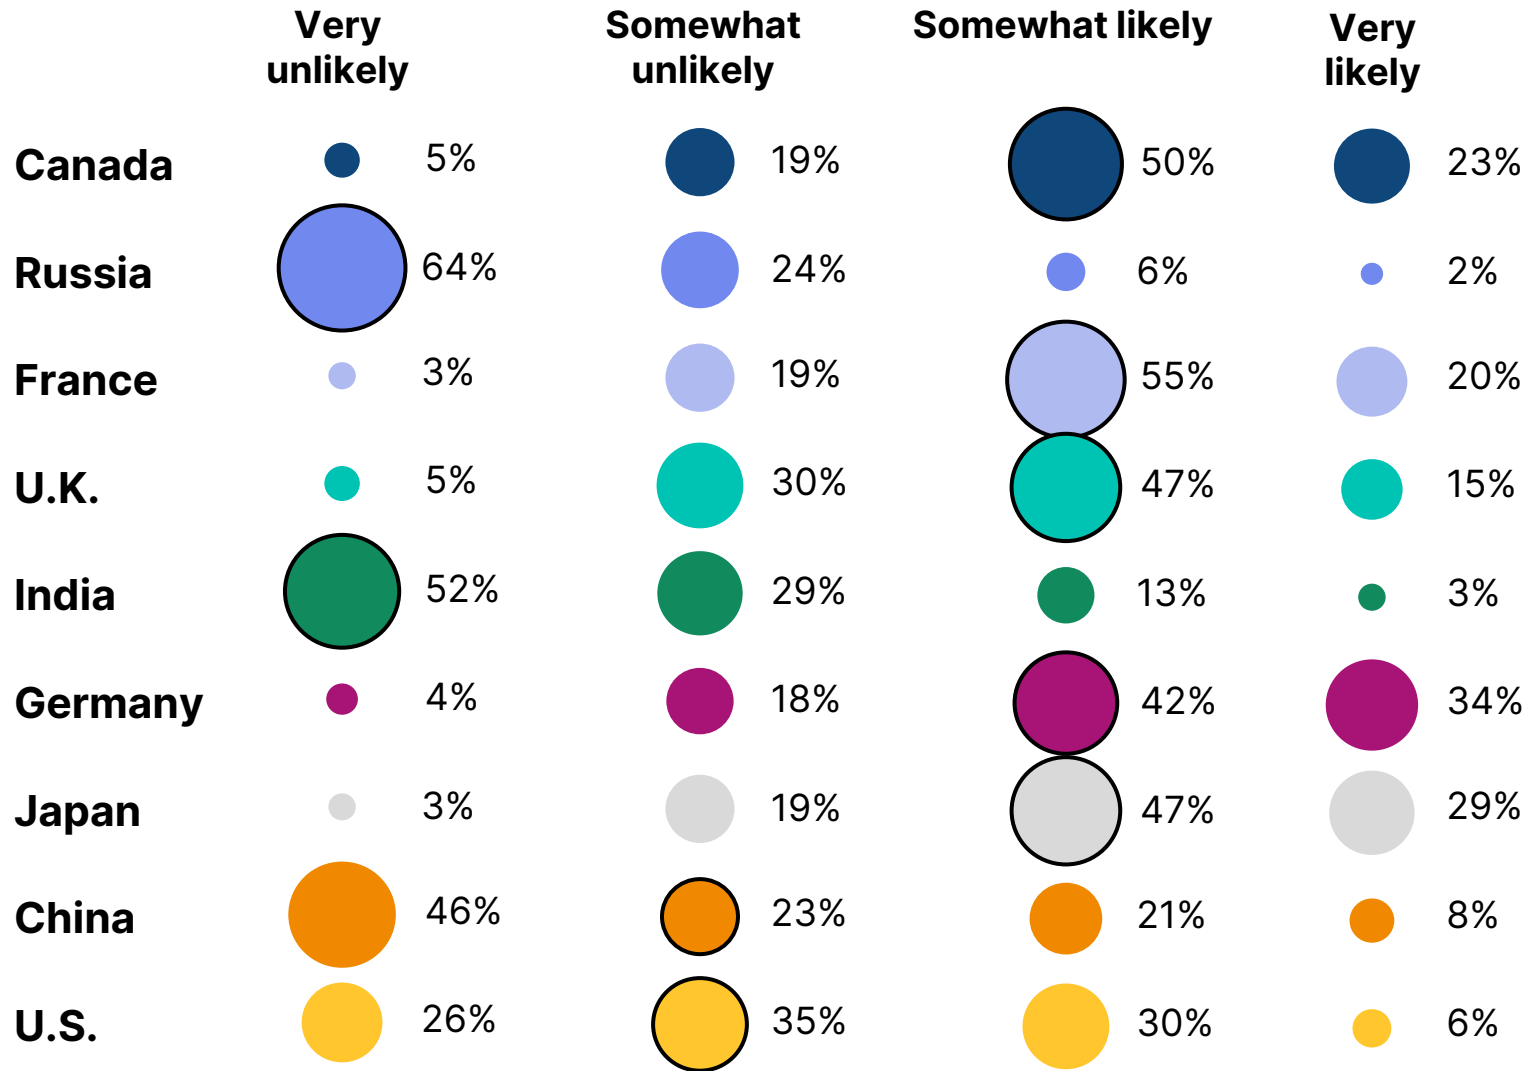 Very
unlikely
Somewhat
unlikely
Somewhat likely
Very
likely
Canada 5% 19% 50% 23%
Russia 64% 24% 6% 2%
France 3% 19% 55% 20%
U.K. 5% 30% 47% 15%
India 52% 29% 13% 3%
Germany 4% 18% 42% 34%
Japan 3% 19% 47% 29%
China 46% 23% 21% 8%
U.S. 26% 35% 30% 6%